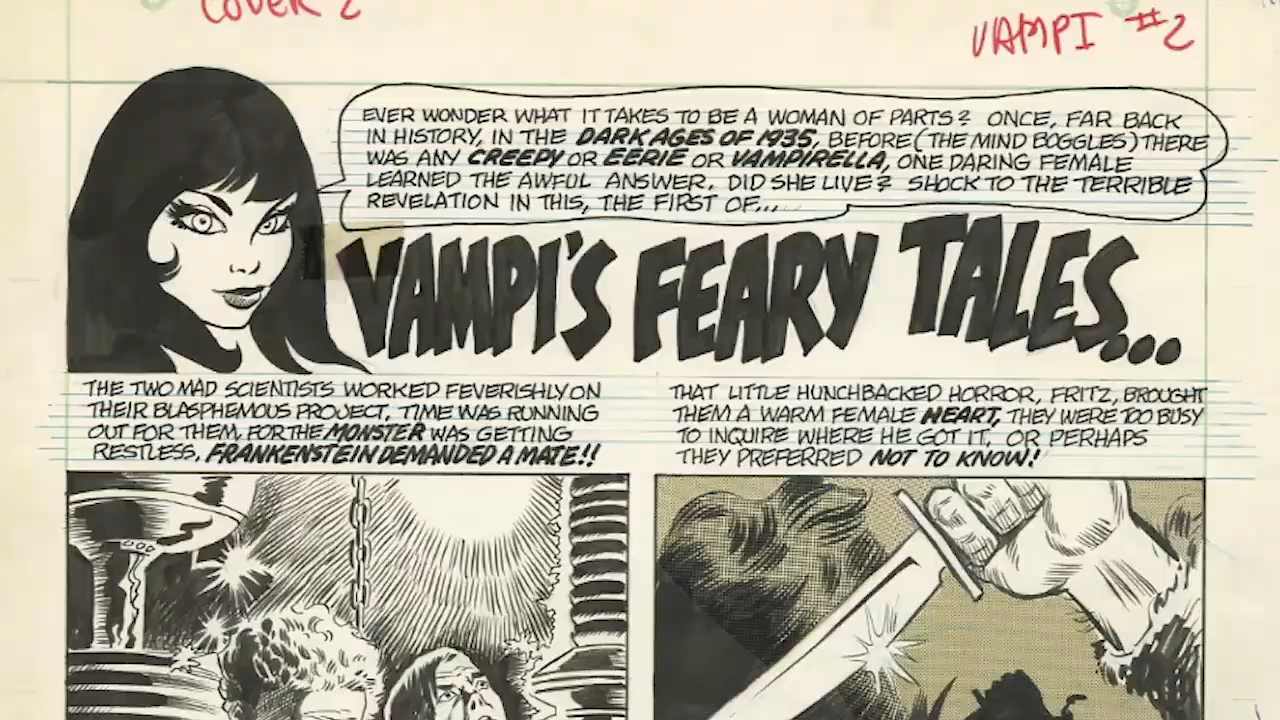 COVER 2
VAMPI #2
EVER WONDER WHAT IT TAKES TO BE A WOMAN OF PARTS? ONCE, FAR BACK
IN HISTORY, IN THE DARK AGES OF 1935, BEFORE (THE MIND BOGGLES) THERE
WAS ANY CREEPY OR EERIE OR VAMPIRELLA, ONE DARING FEMALE
LEARNED THE AWFUL ANSWER. DID SHE LIVE? SHOCK TO THE TERRIBLE
REVELATION IN THIS, THE FIRST OF...
VAMPI'S FEARY TALES...
THE TWO MAD SCIENTISTS WORKED FEVERISHLY ON
THEIR BLASPHEMOUS PROJECT, TIME WAS RUNNING
OUT FOR THEM, FOR THE MONSTER WAS GETTING
RESTLESS, FRANKENSTEIN DEMANDED A MATE!!
THAT LITTLE HUNCHBACKED HORROR, FRITZ, BROUGHT
THEM A WARM FEMALE HEART, THEY WERE TOO BUSY
TO INQUIRE WHERE HE GOT IT, OR PERHAPS
THEY PREFERRED NOT TO KNOW!